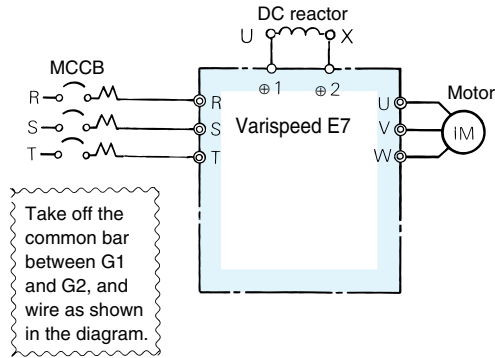 DC reactor
U X
MCCB
⊕1 ⊕2
R R U Motor
S S Varispeed E7 V IM
T T W
Take off the
common bar
between G1
and G2, and
wire as shown
in the diagram.